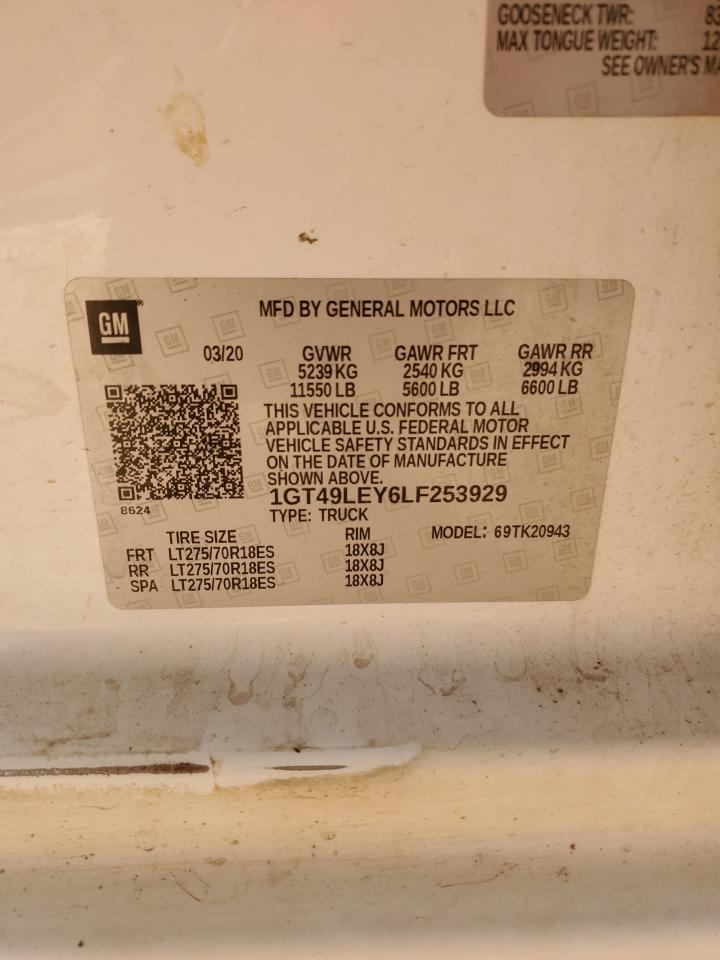 GOOSENECK TWR: 83
MAX TONGUE WEIGHT: 12
SEE OWNER'S MA
GM
MFD BY GENERAL MOTORS LLC
03/20 GVWR GAWR FRT GAWR RR
5239 KG 2540 KG 2994 KG
11550 LB 5600 LB 6600 LB
THIS VEHICLE CONFORMS TO ALL
APPLICABLE U.S. FEDERAL MOTOR
VEHICLE SAFETY STANDARDS IN EFFECT
ON THE DATE OF MANUFACTURE
SHOWN ABOVE.
1GT49LEY6LF253929
8624
TYPE: TRUCK
TIRE SIZE RIM MODEL: 69TK20943
FRT LT275/70R18ES 18X8J
RR LT275/70R18ES 18X8J
SPA LT275/70R18ES 18X8J